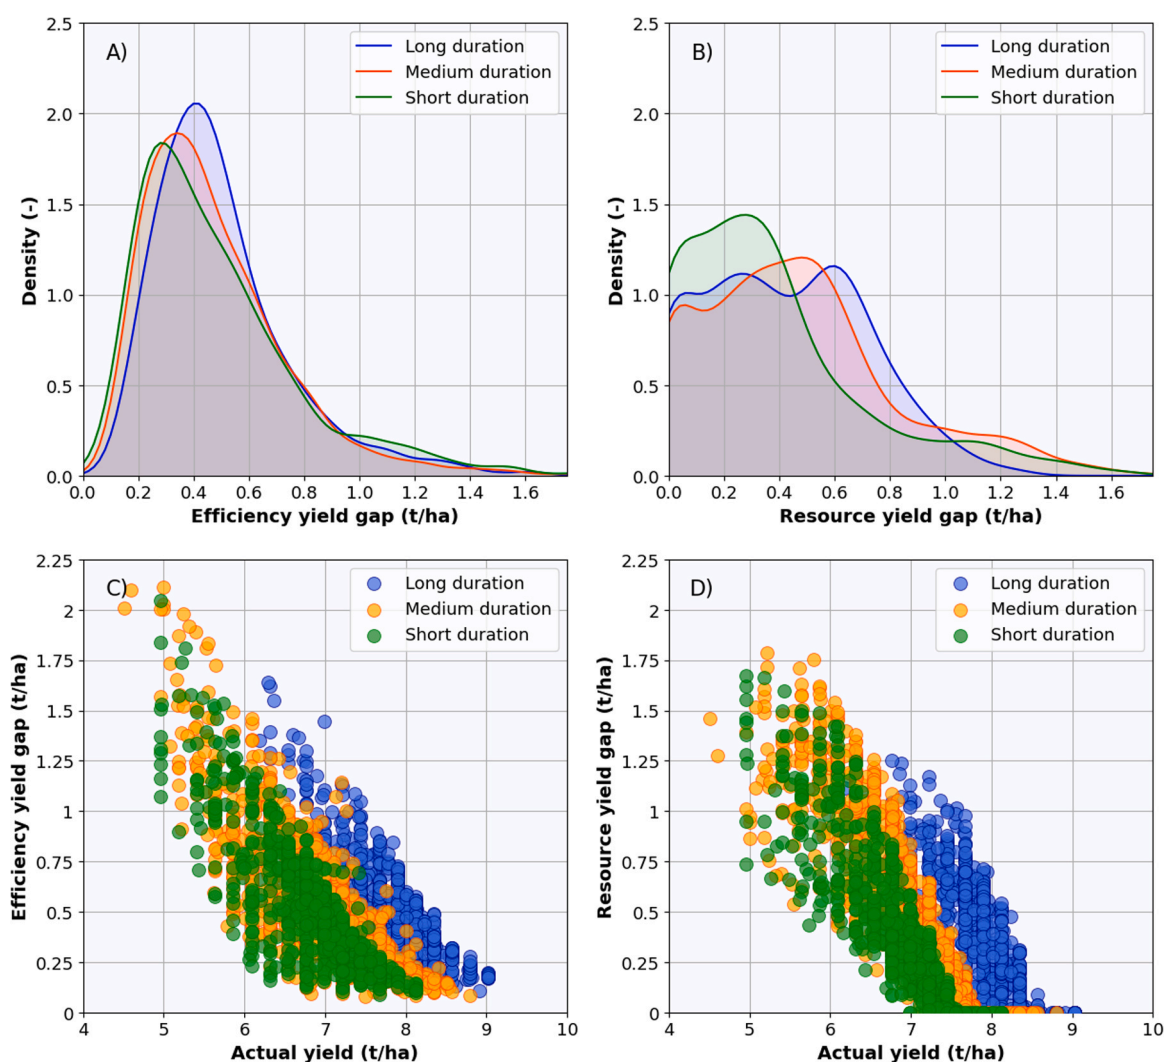 A)
Long duration
Medium duration
Short duration
2.5
2.0
1.5
1.0
0.5
0.0
Density (-)
0.0 0.2 0.4 0.6 0.8 1.0 1.2 1.4 1.6
Efficiency yield gap (t/ha)
B)
Long duration
Medium duration
Short duration
2.5
2.0
1.5
1.0
0.5
0.0
Density (-)
0.0 0.2 0.4 0.6 0.8 1.0 1.2 1.4 1.6
Resource yield gap (t/ha)
C)
Long duration
Medium duration
Short duration
2.25
2
1.75
1.5
1.25
1
0.75
0.5
0.25
0
Efficiency yield gap (t/ha)
4 5 6 7 8 9 10
Actual yield (t/ha)
D)
Long duration
Medium duration
Short duration
2.25
2
1.75
1.5
1.25
1
0.75
0.5
0.25
0
Resource yield gap (t/ha)
4 5 6 7 8 9 10
Actual yield (t/ha)